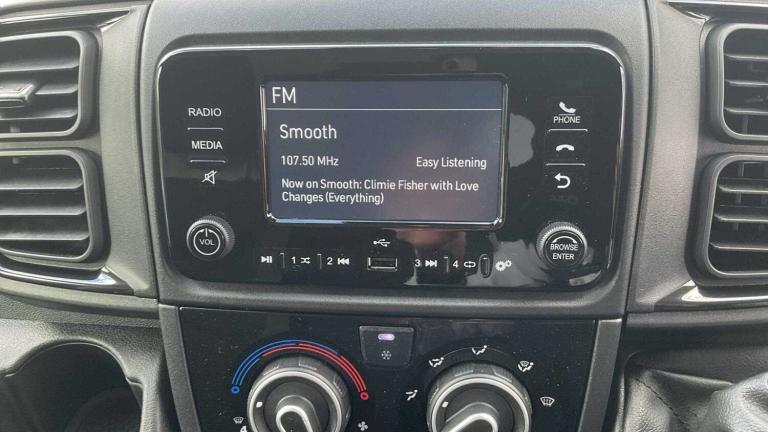 FM
RADIO
MEDIA
Smooth
107.50 MHz Easy Listening
Now on Smooth: Climie Fisher with Love
Changes (Everything)
PHONE
VOL
BROWSE
ENTER
1 2 3 4
4